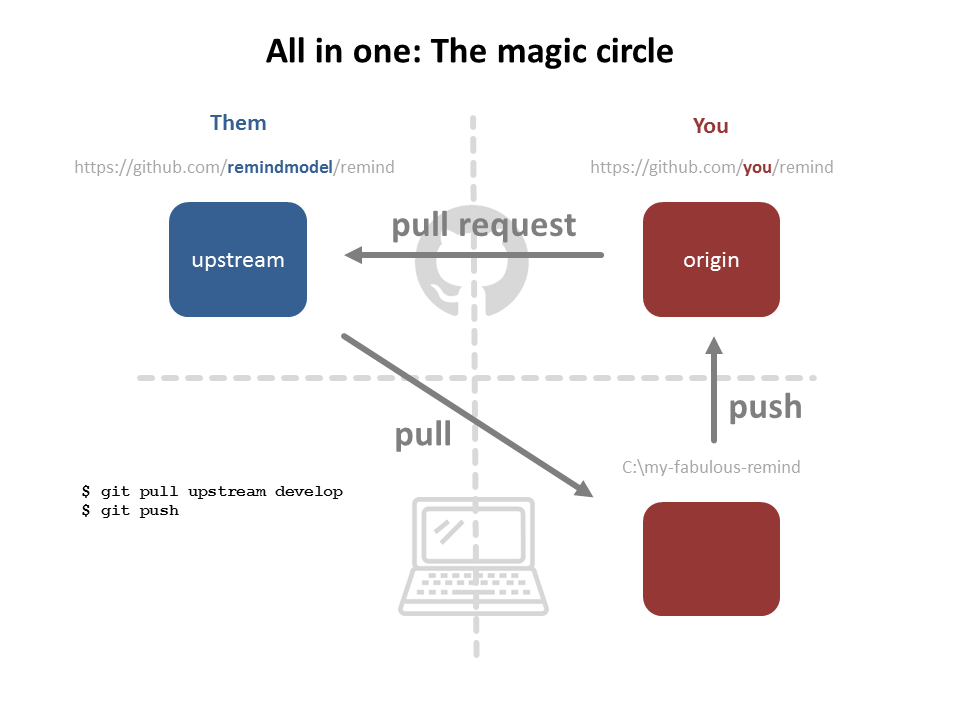 All in one: The magic circle
Them
You
https://github.com/remindmodel/remind
https://github.com/you/remind
pull request
upstream
origin
push
pull
C:\my-fabulous-remind
$ git pull upstream develop
$ git push